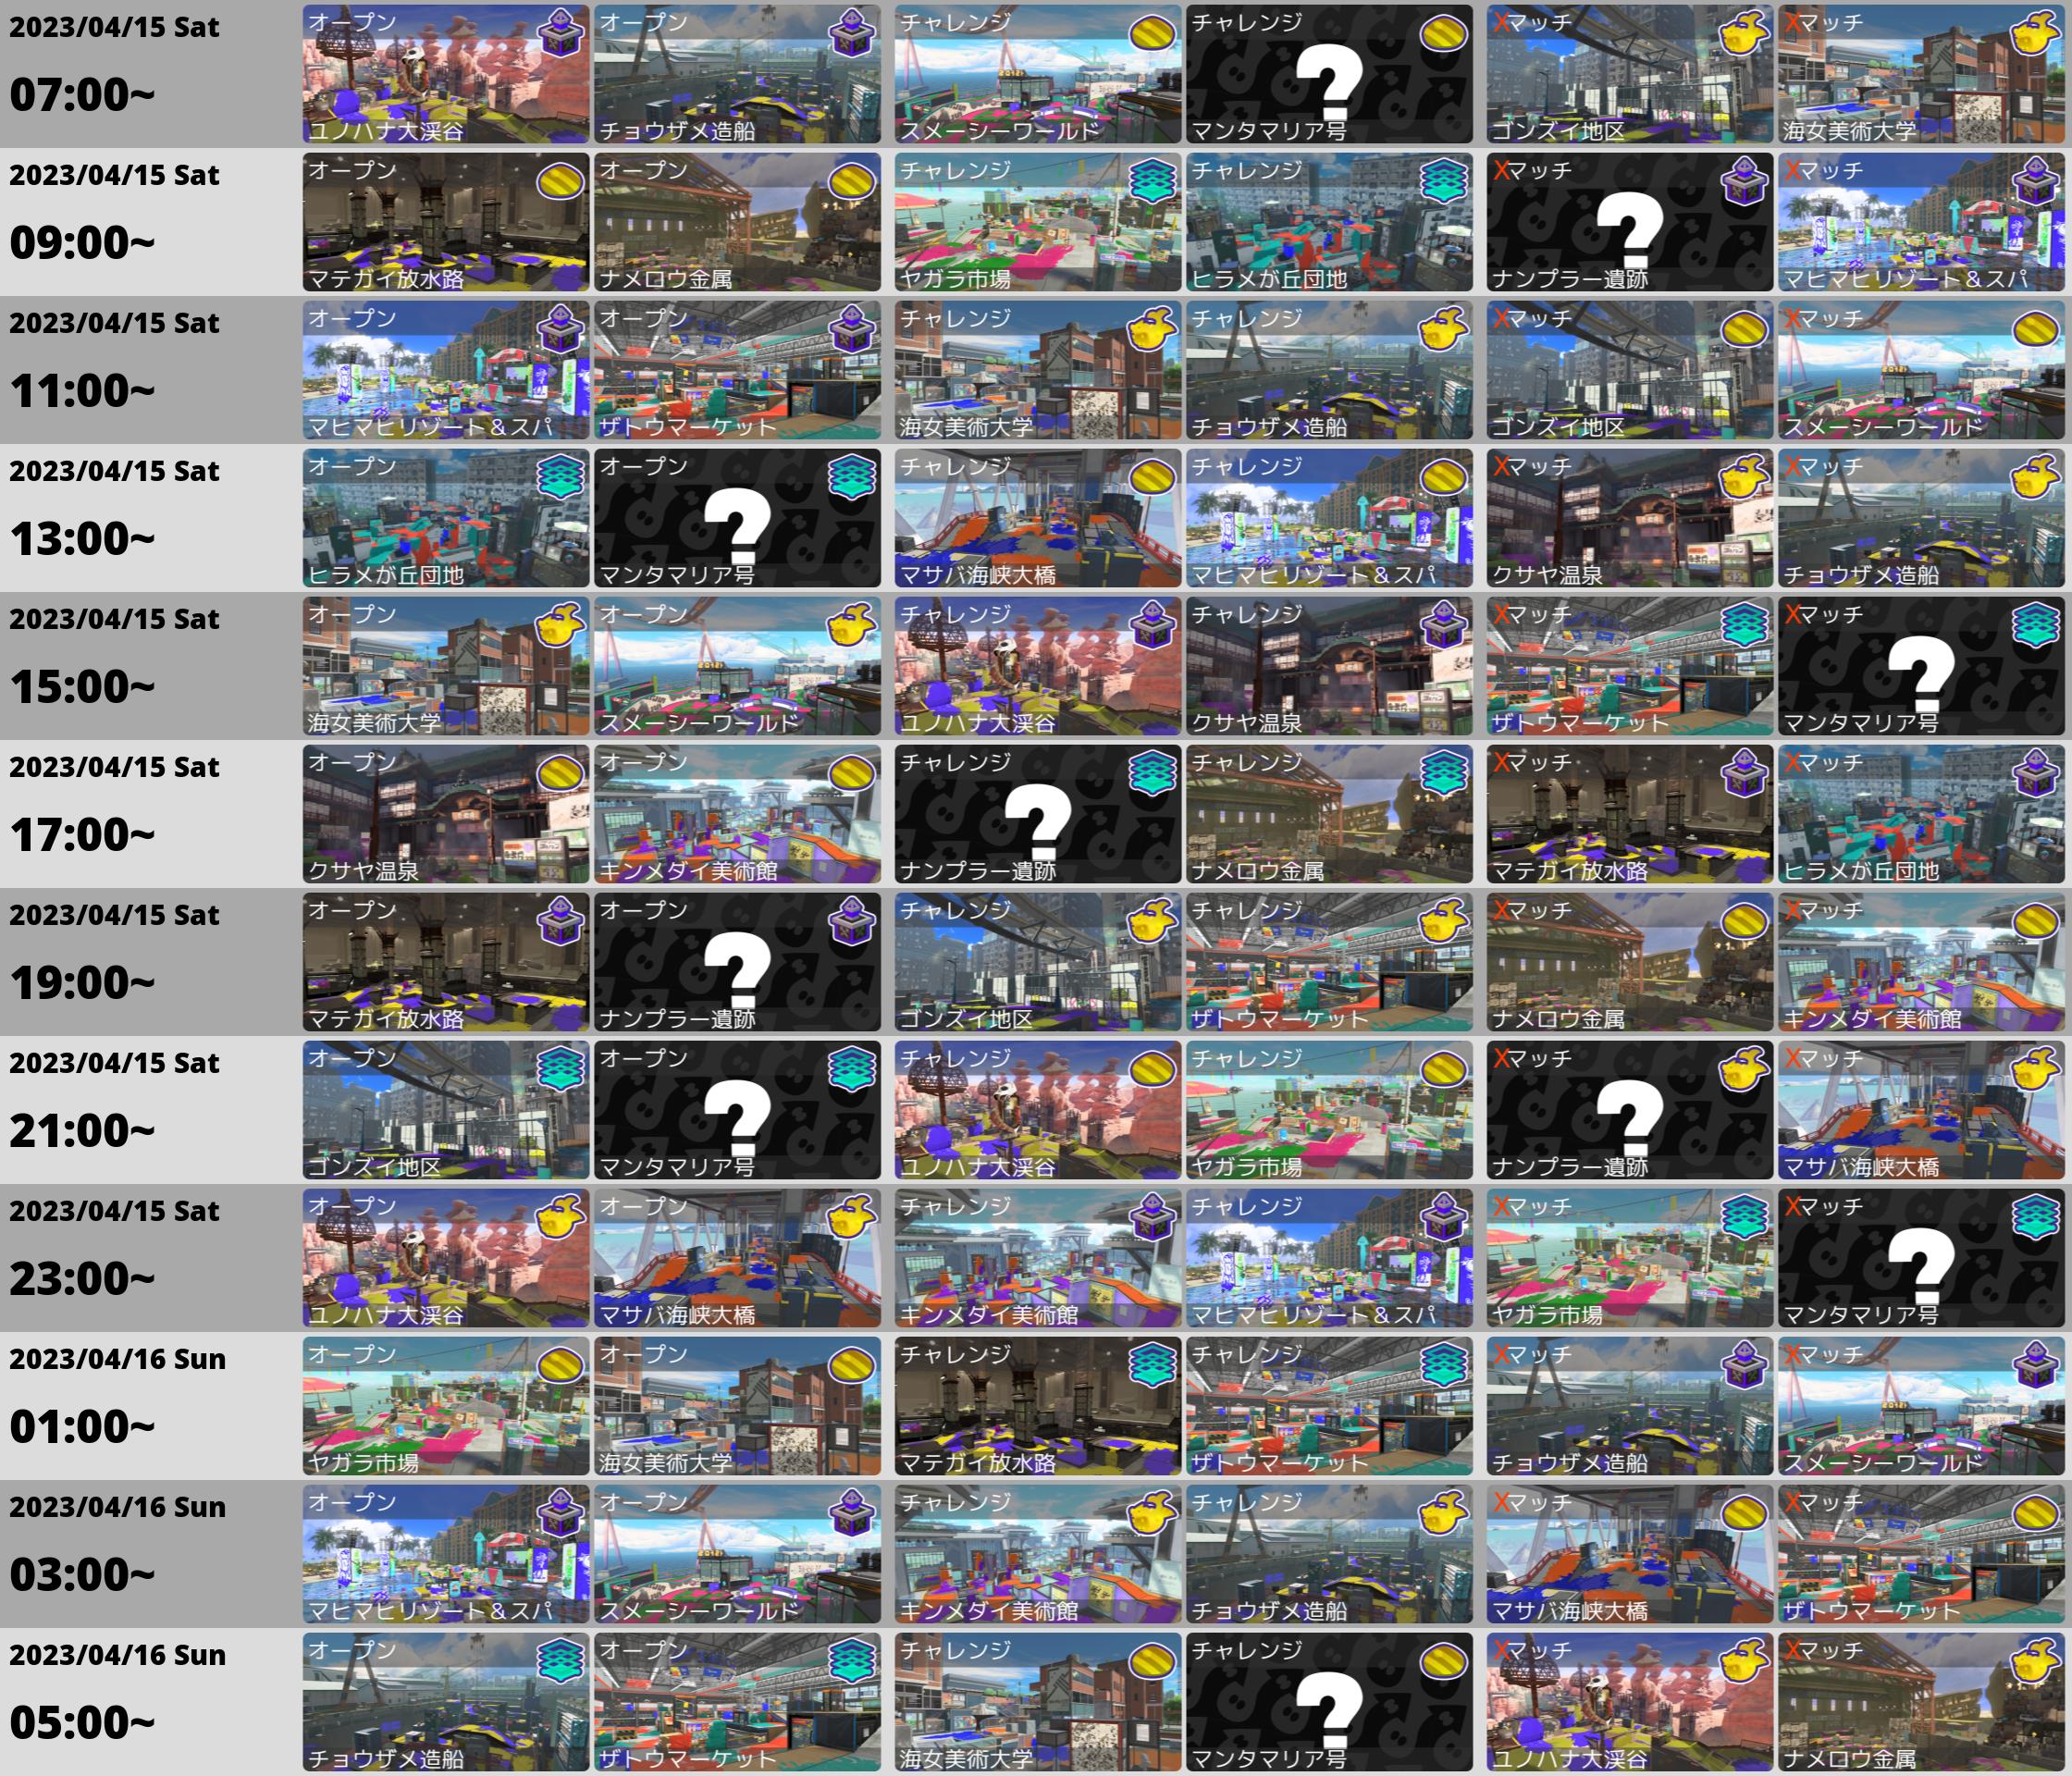 2023/04/15 Sat
07:00~
オープン
ユノハナ大渓谷
オープン
チョウザメ造船
チャレンジ
スメーシーワールド
チャレンジ
?
マンタマリア号
Xマッチ
ゴンズイ地区
Xマッチ
海女美術大学
2023/04/15 Sat
09:00~
オープン
マテガイ放水路
オープン
ナメロウ金属
チャレンジ
ヤガラ市場
チャレンジ
ヒラメが丘団地
Xマッチ
?
ナンプラー遺跡
Xマッチ
マヒマヒリゾート&スパ
2023/04/15 Sat
11:00~
オープン
マヒマヒリゾート&スパ
オープン
ザトウマーケット
チャレンジ
海女美術大学
チャレンジ
チョウザメ造船
Xマッチ
ゴンズイ地区
Xマッチ
スメーシーワールド
2023/04/15 Sat
13:00~
オープン
ヒラメが丘団地
オープン
?
マンタマリア号
チャレンジ
マサバ海峡大橋
チャレンジ
マヒマヒリゾート&スパ
Xマッチ
クサヤ温泉
Xマッチ
チョウザメ造船
2023/04/15 Sat
15:00~
オープン
海女美術大学
オープン
スメーシーワールド
チャレンジ
ユノハナ大渓谷
チャレンジ
クサヤ温泉
Xマッチ
ザトウマーケット
Xマッチ
?
マンタマリア号
2023/04/15 Sat
17:00~
オープン
クサヤ温泉
オープン
キンメダイ美術館
チャレンジ
?
ナンプラー遺跡
チャレンジ
ナメロウ金属
Xマッチ
マテガイ放水路
Xマッチ
ヒラメが丘団地
2023/04/15 Sat
19:00~
オープン
マテガイ放水路
オープン
?
ナンプラー遺跡
チャレンジ
ゴンズイ地区
チャレンジ
ザトウマーケット
Xマッチ
ナメロウ金属
Xマッチ
キンメダイ美術館
2023/04/15 Sat
21:00~
オープン
ゴンズイ地区
オープン
?
マンタマリア号
チャレンジ
ユノハナ大渓谷
チャレンジ
ヤガラ市場
Xマッチ
?
ナンプラー遺跡
Xマッチ
マサバ海峡大橋
2023/04/15 Sat
23:00~
オープン
ユノハナ大渓谷
オープン
マサバ海峡大橋
チャレンジ
キンメダイ美術館
チャレンジ
マヒマヒリゾート&スパ
Xマッチ
ヤガラ市場
Xマッチ
?
マンタマリア号
2023/04/16 Sun
01:00~
オープン
ヤガラ市場
オープン
海女美術大学
チャレンジ
マテガイ放水路
チャレンジ
ザトウマーケット
Xマッチ
チョウザメ造船
Xマッチ
スメーシーワールド
2023/04/16 Sun
03:00~
オープン
マヒマヒリゾート&スパ
オープン
スメーシーワールド
チャレンジ
キンメダイ美術館
チャレンジ
チョウザメ造船
Xマッチ
マサバ海峡大橋
Xマッチ
ザトウマーケット
2023/04/16 Sun
05:00~
オープン
チョウザメ造船
オープン
ザトウマーケット
チャレンジ
海女美術大学
チャレンジ
?
マンタマリア号
Xマッチ
ユノハナ大渓谷
Xマッチ
ナメロウ金属